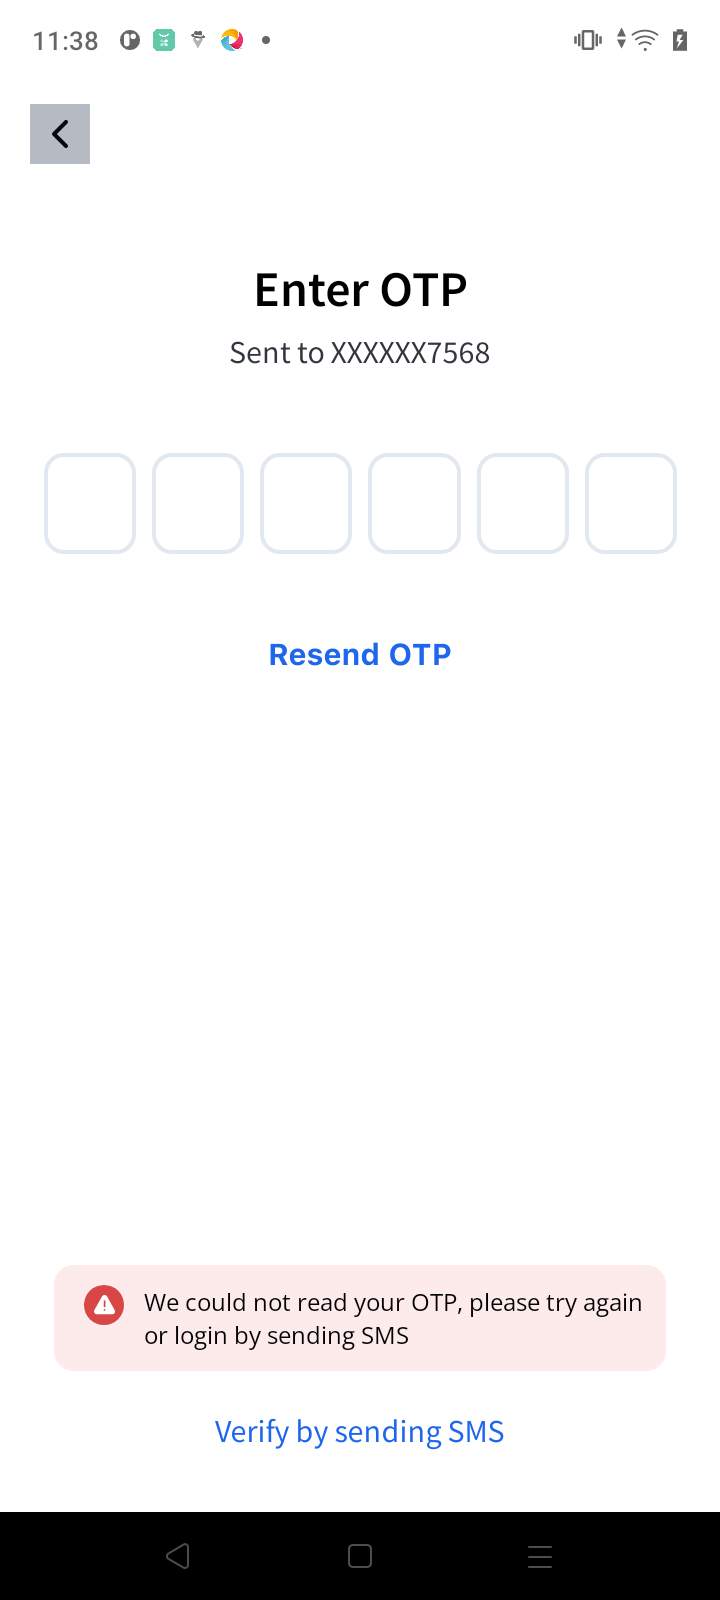 11:38
Enter OTP
Sent to XXXXXX7568
Resend OTP
We could not read your OTP, please try again
or login by sending SMS
Verify by sending SMS